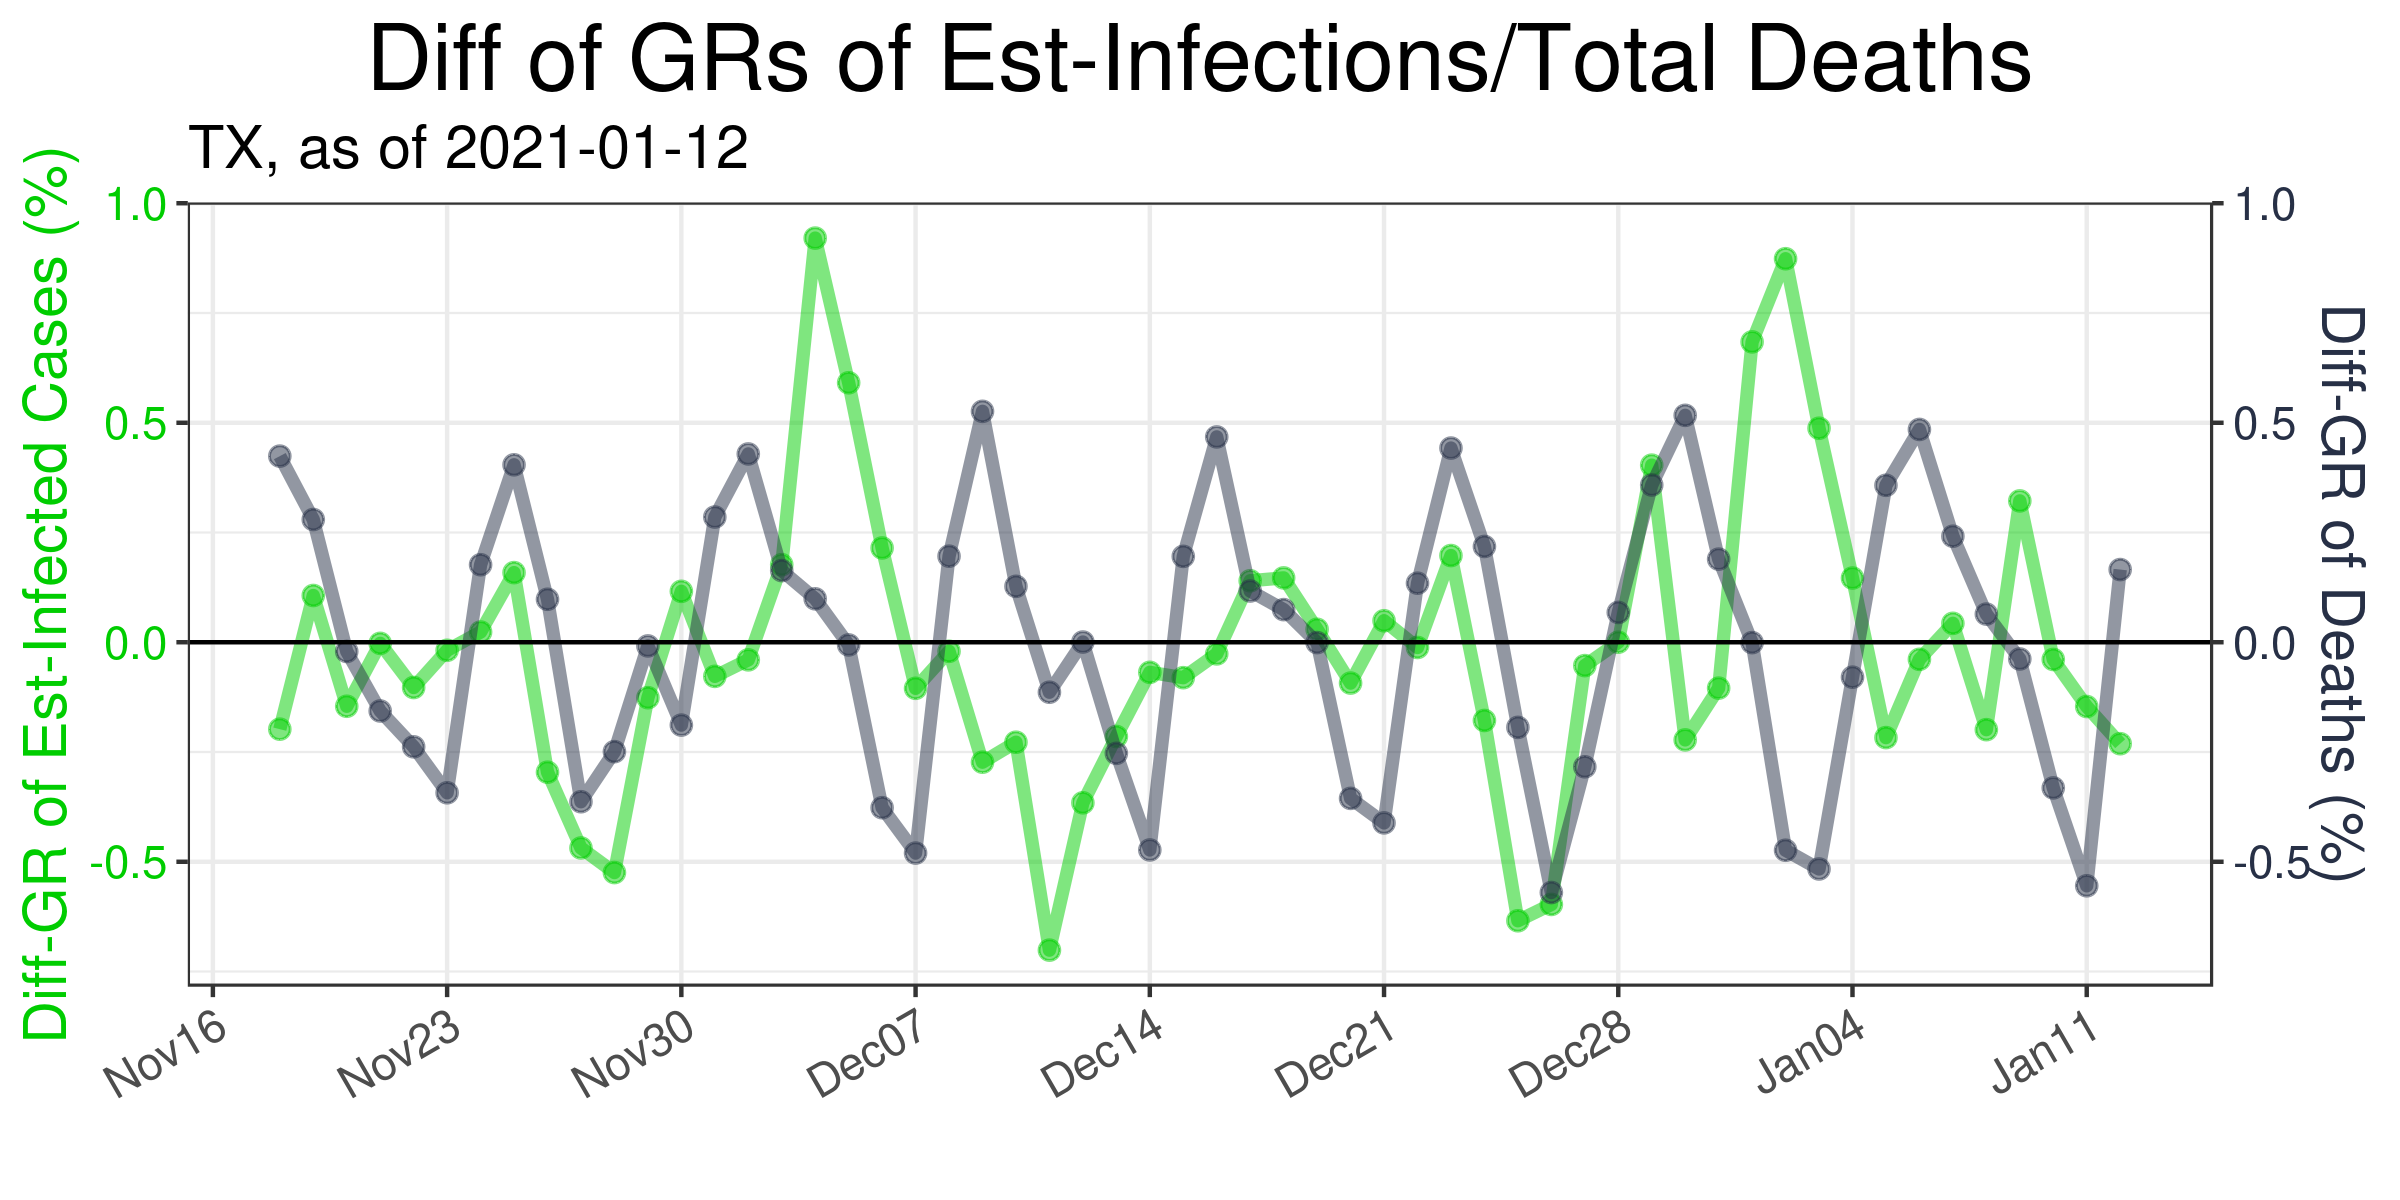 Diff of GRs of Est-Infections/Total Deaths
TX, as of 2021-01-12
Diff-GR of Est-Infected Cases (%)
1.0
0.5
0.0
-0.5
1.0
0.5
0.0
-0.5
Diff-GR of Deaths (%)
Nov16
Nov23
Nov30
Dec07
Dec14
Dec21
Dec28
Jan04
Jan11